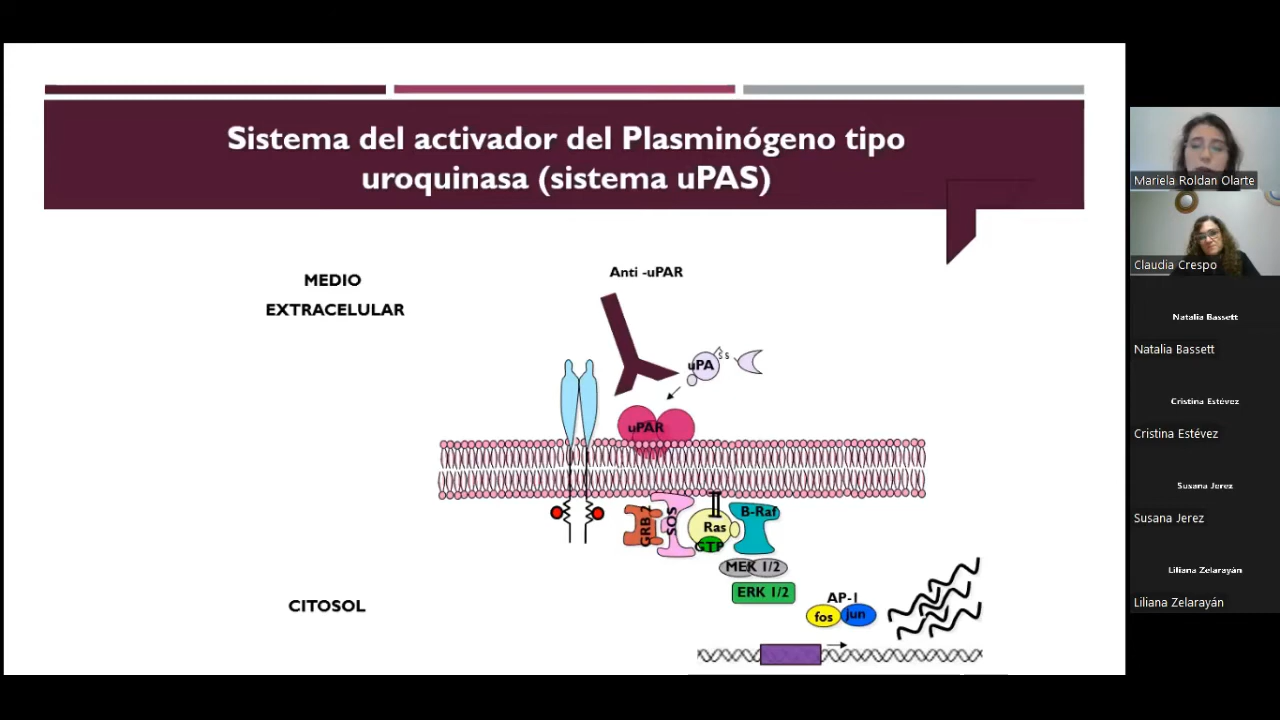 Sistema del activador del Plasminógeno tipo
uroquinasa (sistema uPAS)
MEDIO
EXTRACELULAR
Anti -uPAR
uPA
S S
uPAR
GRB 2
SOS
Ras
GTP
B-Raf
MEK 1/2
ERK 1/2
AP-1
fos
jun
CITOSOL
Mariela Roldan Olarte
Claudia Crespo
Natalia Bassett
Natalia Bassett
Cristina Estévez
Cristina Estévez
Susana Jerez
Susana Jerez
Liliana Zelarayán
Liliana Zelarayán